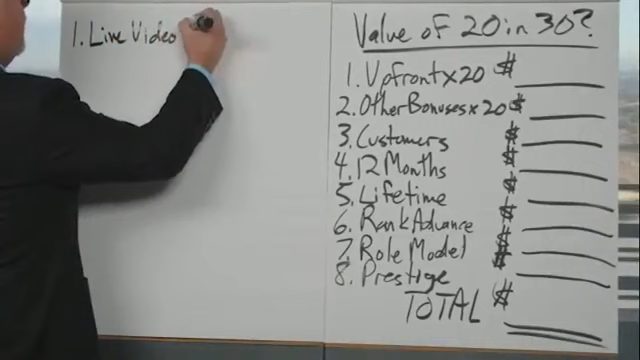 1. Live Video
Value of 20 in 30?
1. Upfront x 20 $
2. Other Bonuses x 20 $
3. Customers $
4. 12 Months $
5. Lifetime $
6. Rank Advance $
7. Role Model $
8. Prestige $
TOTAL $